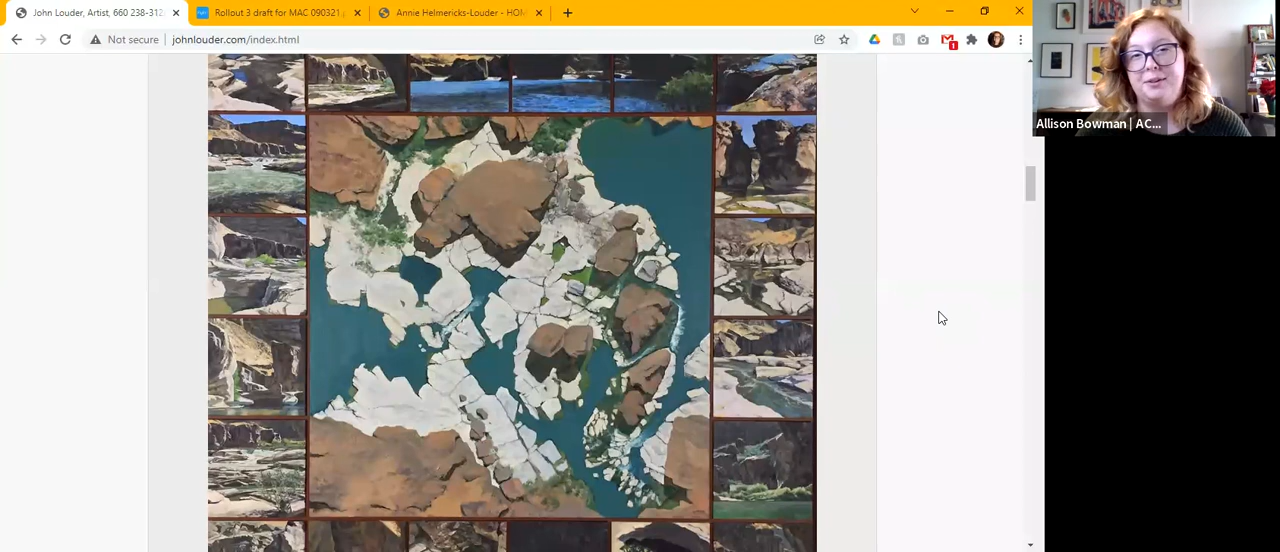 John Louder, Artist, 660 238-312
Rollout 3 draft for MAC 090321
Annie Helmericks-Louder - HOM
Not secure
johnlouder.com/index.html
1
Allison Bowman | AC...